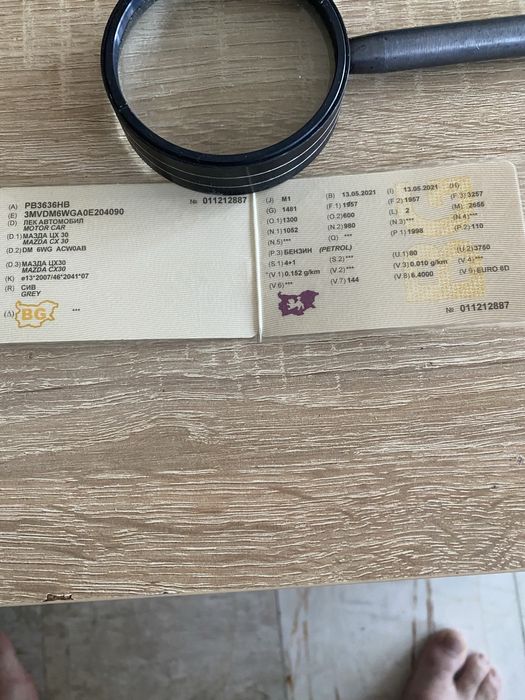 (A) PB3636HB
№ 011212887
(E) 3MVDM6WGA0E204090
(D) ЛЕК АВТОМОБИЛ
MOTOR CAR
(D.1) МАЗДА ЦХ 30
MAZDA CX 30
(D.2) DM 6WG ACW0AB
(D.3) МАЗДА ЦХ30
MAZDA CX30
(K) e13*2007/46*2041*07
(R) СИВ
GREY
(Δ) BG ***
(J) M1 (B) 13.05.2021 (I) 13.05.2021 (H)
(G) 1481 (F.1) 1957 (F.2) 1957 (F.3) 3257
(O.1) 1300 (O.2) 600 (L) 2 (M) 2655
(N.1) 1052 (N.2) 980 (N.3) *** (N.4) ***
(N.5) *** (Q) *** (P.1) 1998 (P.2) 110
(P.3) БЕНЗИН (PETROL)
(S.1) 4+1 (S.2) *** (U.1) 80 (U.2) 3750
(V.1) 0.152 g/km (V.2) *** (V.3) 0.010 g/km (V.4) ***
(V.6) *** (V.7) 144 (V.8) 6.4000 (V.9) EURO 6D
№ 011212887